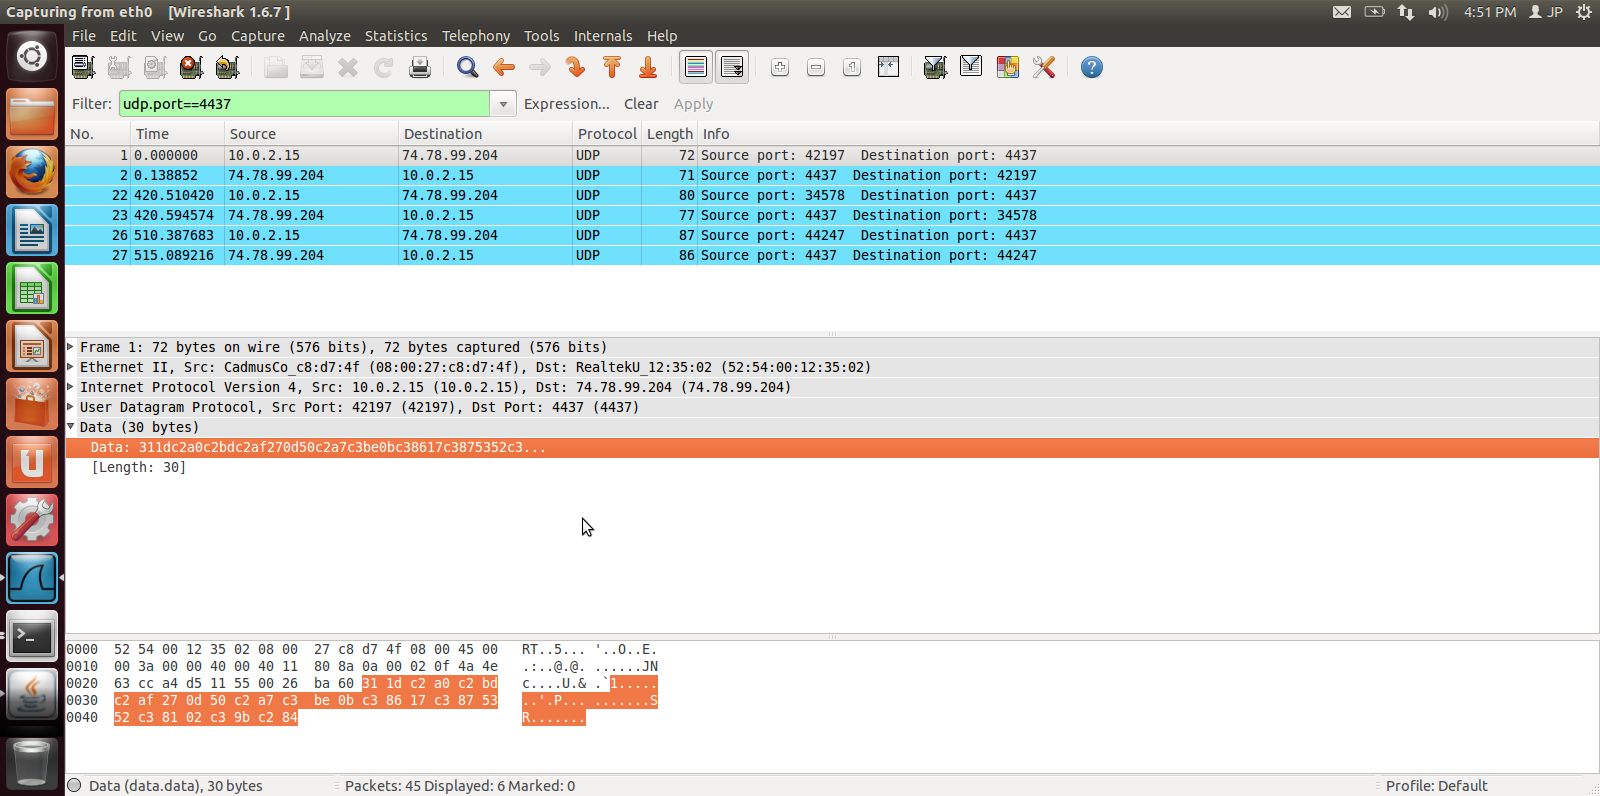 Capturing from eth0 [Wireshark 1.6.7 ] 4:51 PM JP
File Edit View Go Capture Analyze Statistics Telephony Tools Internals Help
Filter: udp.port==4437 Expression... Clear Apply
No. Time Source Destination Protocol Length Info
1 0.000000 10.0.2.15 74.78.99.204 UDP 72 Source port: 42197 Destination port: 4437
2 0.138852 74.78.99.204 10.0.2.15 UDP 71 Source port: 4437 Destination port: 42197
22 420.510420 10.0.2.15 74.78.99.204 UDP 80 Source port: 34578 Destination port: 4437
23 420.594574 74.78.99.204 10.0.2.15 UDP 77 Source port: 4437 Destination port: 34578
26 510.387683 10.0.2.15 74.78.99.204 UDP 87 Source port: 44247 Destination port: 4437
27 515.089216 74.78.99.204 10.0.2.15 UDP 86 Source port: 4437 Destination port: 44247
Frame 1: 72 bytes on wire (576 bits), 72 bytes captured (576 bits)
Ethernet II, Src: CadmusCo_c8:d7:4f (08:00:27:c8:d7:4f), Dst: RealtekU_12:35:02 (52:54:00:12:35:02)
Internet Protocol Version 4, Src: 10.0.2.15 (10.0.2.15), Dst: 74.78.99.204 (74.78.99.204)
User Datagram Protocol, Src Port: 42197 (42197), Dst Port: 4437 (4437)
Data (30 bytes)
Data: 311dc2a0c2bdc2af270d50c2a7c3be0bc38617c3875352c3...
[Length: 30]
0000 52 54 00 12 35 02 08 00 27 c8 d7 4f 08 00 45 00 RT..5... '..O..E.
0010 00 3a 00 00 40 00 40 11 80 8a 0a 00 02 0f 4a 4e .:..@.@. ......JN
0020 63 cc a4 d5 11 55 00 26 ba 60 31 1d c2 a0 c2 bd c....U.& .`1.....
0030 c2 af 27 0d 50 c2 a7 c3 be 0b c3 86 17 c3 87 53 ..'.P... .......S
0040 52 c3 81 02 c3 9b c2 84 R.......
Data (data.data), 30 bytes Packets: 45 Displayed: 6 Marked: 0 Profile: Default